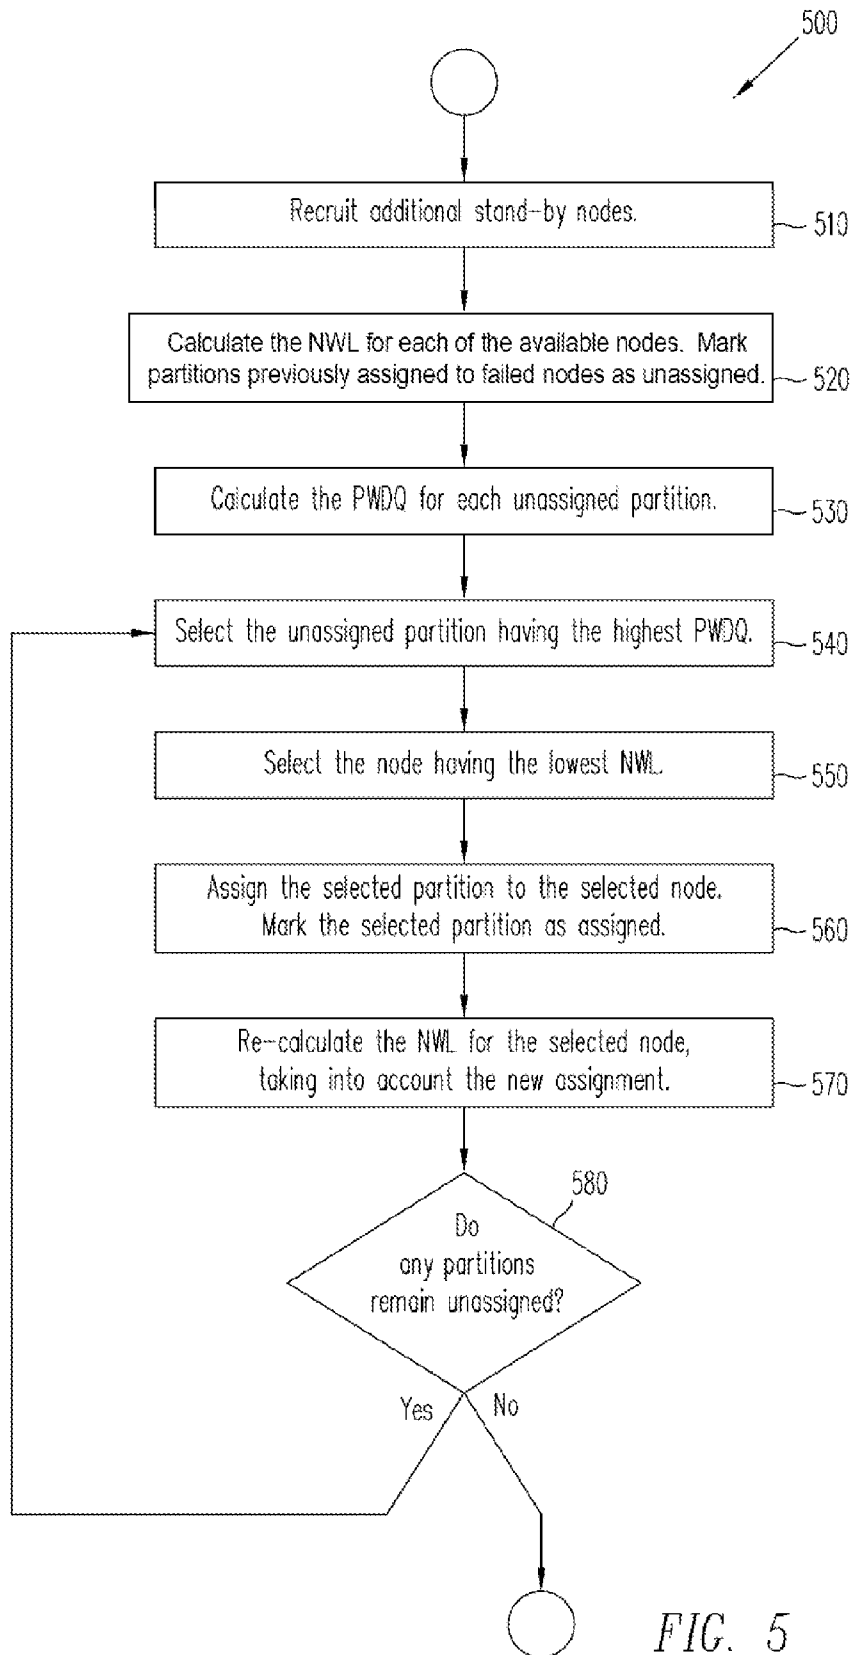 500
Recruit additional stand-by nodes.
510
Calculate the NWL for each of the available nodes. Mark
partitions previously assigned to failed nodes as unassigned.
520
Calculate the PWDQ for each unassigned partition.
530
Select the unassigned partition having the highest PWDQ.
540
Select the node having the lowest NWL.
550
Assign the selected partition to the selected node.
Mark the selected partition as assigned.
560
Re-calculate the NWL for the selected node,
taking into account the new assignment.
570
580
Do
any partitions
remain unassigned?
Yes
No
FIG. 5